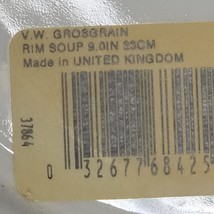 V.W. GROSGRAIN
RIM SOUP 9.0IN 23CM
Made in UNITED KINGDOM
37864
0 32677 68425